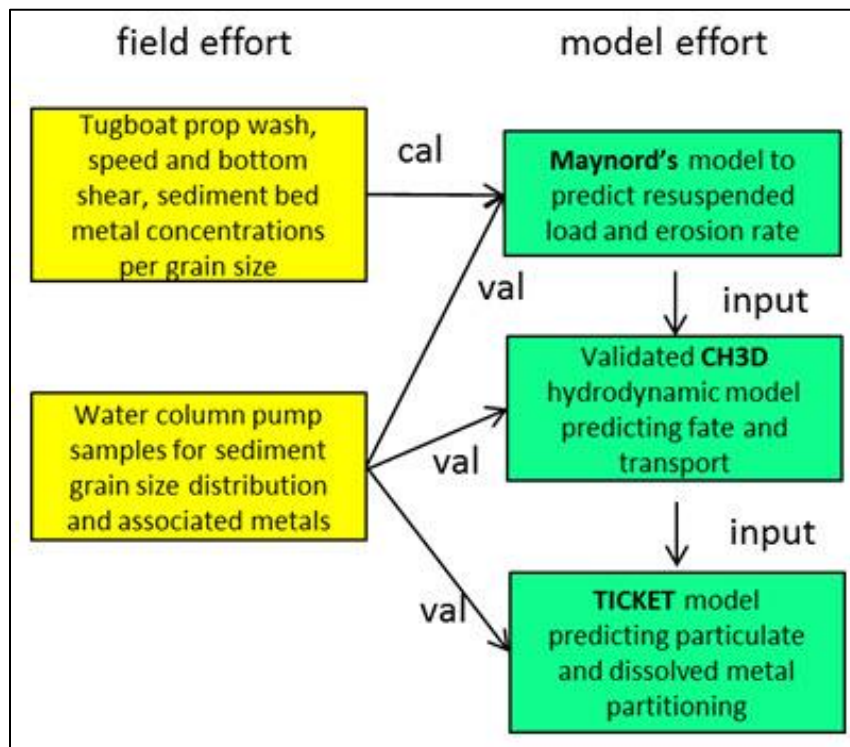 field effort
model effort
Tugboat prop wash,
speed and bottom
shear, sediment bed
metal concentrations
per grain size
cal
Maynord's model to
predict resuspended
load and erosion rate
val
input
Water column pump
samples for sediment
grain size distribution
and associated metals
val
Validated CH3D
hydrodynamic model
predicting fate and
transport
input
val
TICKET model
predicting particulate
and dissolved metal
partitioning